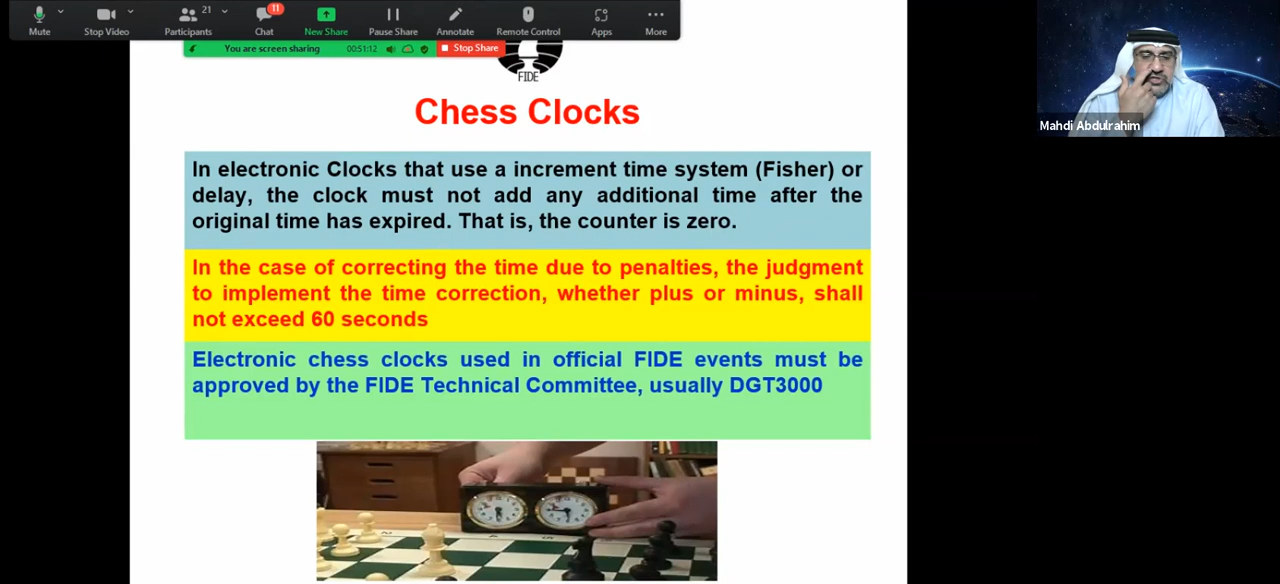 21
11
Mute
Stop Video
Participants
Chat
New Share
Pause Share
Annotate
Remote Control
Apps
More
You are screen sharing
00:51:12
Stop Share
FIDE
Chess Clocks
In electronic Clocks that use a increment time system (Fisher) or
delay, the clock must not add any additional time after the
original time has expired. That is, the counter is zero.
In the case of correcting the time due to penalties, the judgment
to implement the time correction, whether plus or minus, shall
not exceed 60 seconds
Electronic chess clocks used in official FIDE events must be
approved by the FIDE Technical Committee, usually DGT3000
Mahdi Abdulrahim